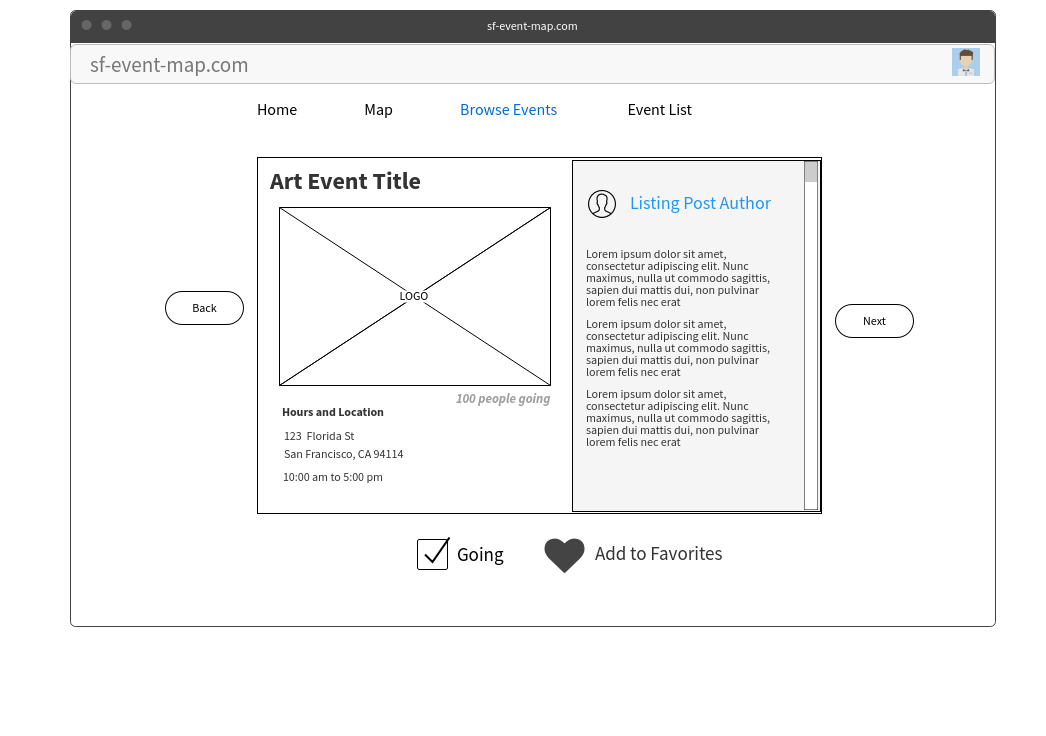 sf-event-map.com
sf-event-map.com
Home Map Browse Events Event List
Art Event Title
LOGO
100 people going
Hours and Location
123 Florida St
San Francisco, CA 94114
10:00 am to 5:00 pm
Listing Post Author
Lorem ipsum dolor sit amet,
consectetur adipiscing elit. Nunc
maximus, nulla ut commodo sagittis,
sapien dui mattis dui, non pulvinar
lorem felis nec erat
Lorem ipsum dolor sit amet,
consectetur adipiscing elit. Nunc
maximus, nulla ut commodo sagittis,
sapien dui mattis dui, non pulvinar
lorem felis nec erat
Lorem ipsum dolor sit amet,
consectetur adipiscing elit. Nunc
maximus, nulla ut commodo sagittis,
sapien dui mattis dui, non pulvinar
lorem felis nec erat
Back
Next
Going
Add to Favorites